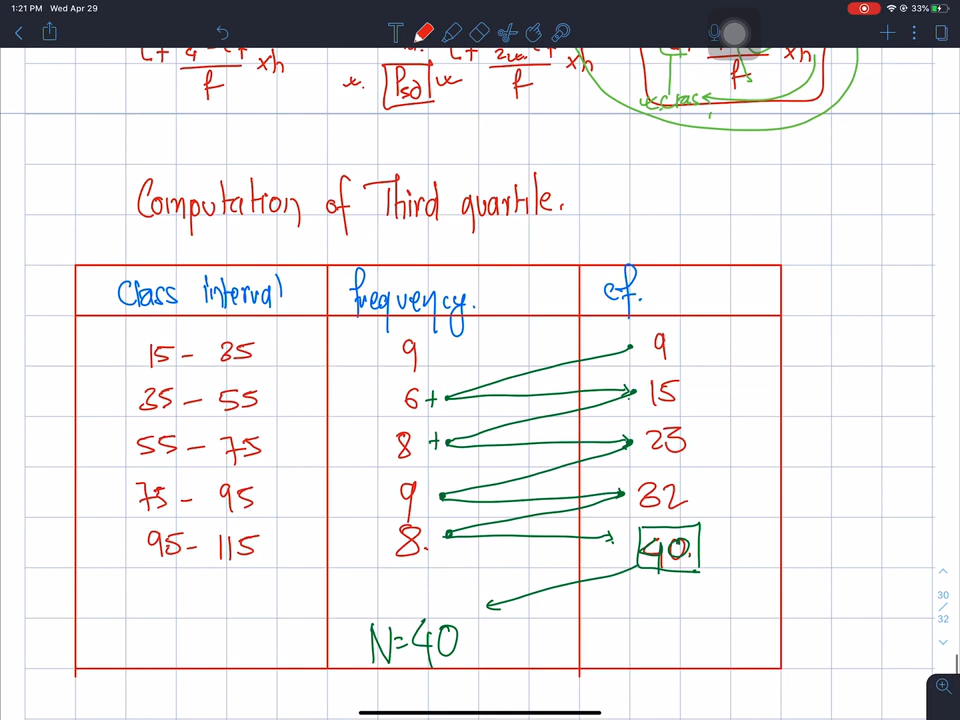 1:21 PM Wed Apr 29
33%
f
×h
P50
f
×h
×h
class
Computation of Third quartile.
Class interval frequency. cf.
15 - 35 9 9
35 - 55 6 + 15
55 - 75 8 + 23
75 - 95 9 32
95 - 115 8. 40.
N=40
30
/
32